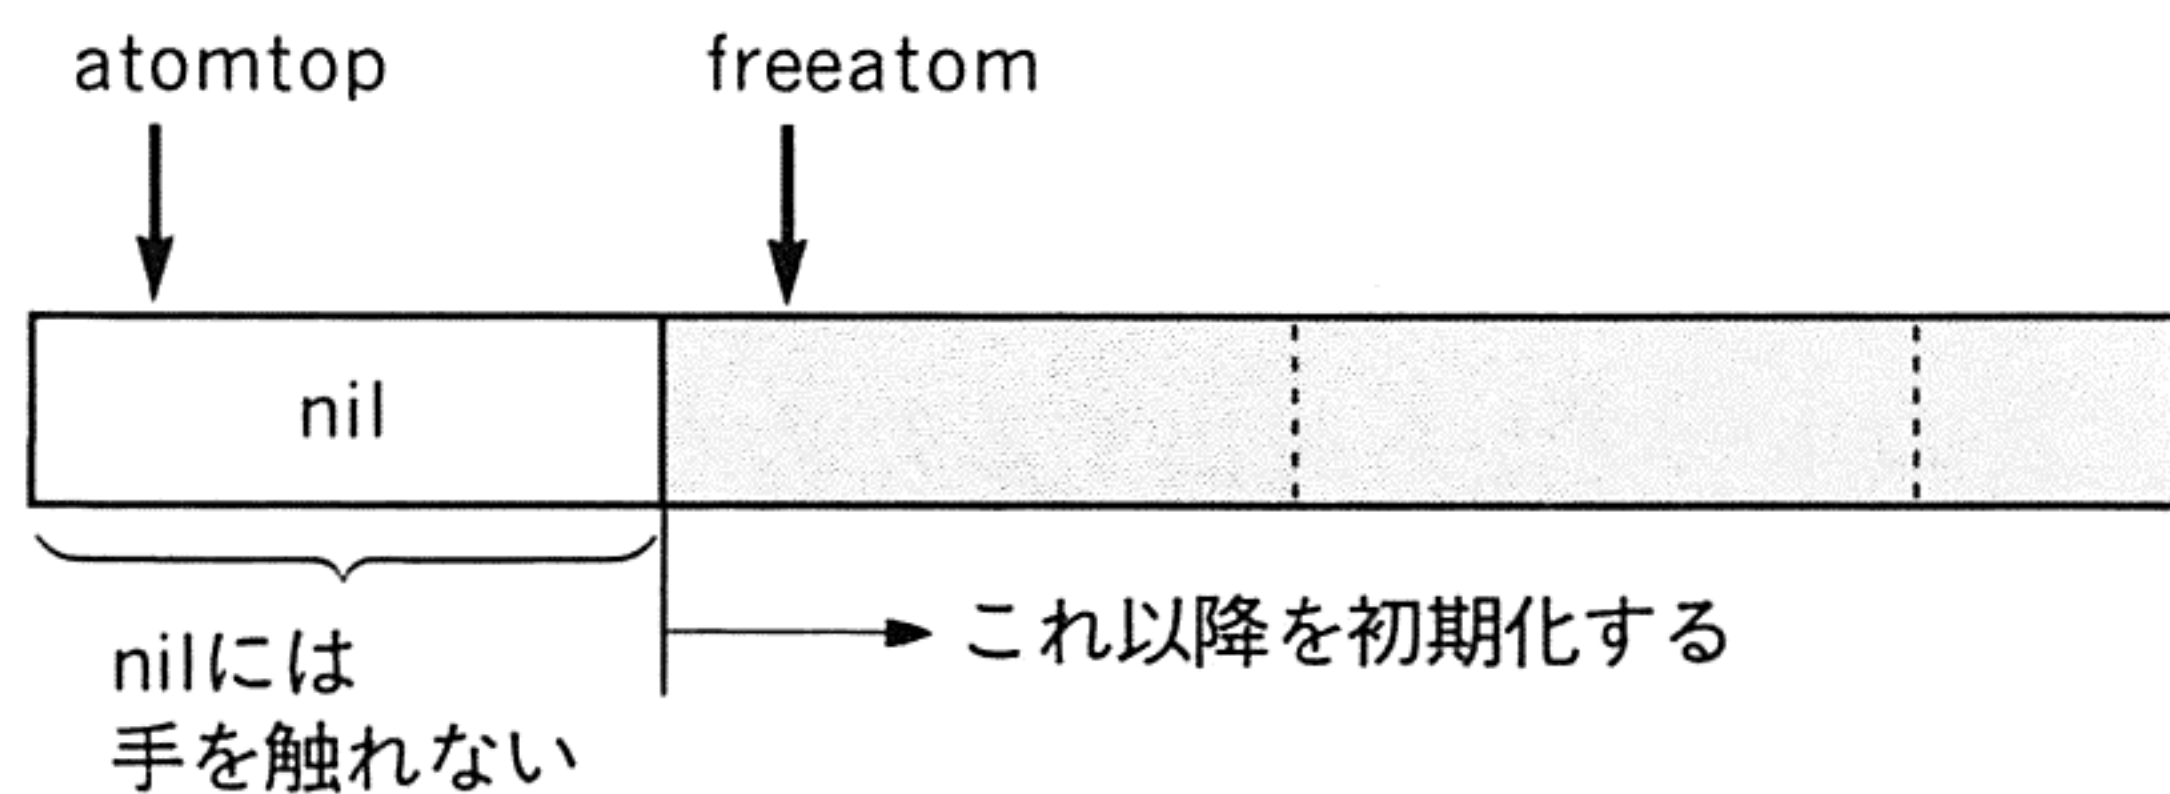 atomtop
freeatom
nil
これ以降を初期化する
nilには
手を触れない